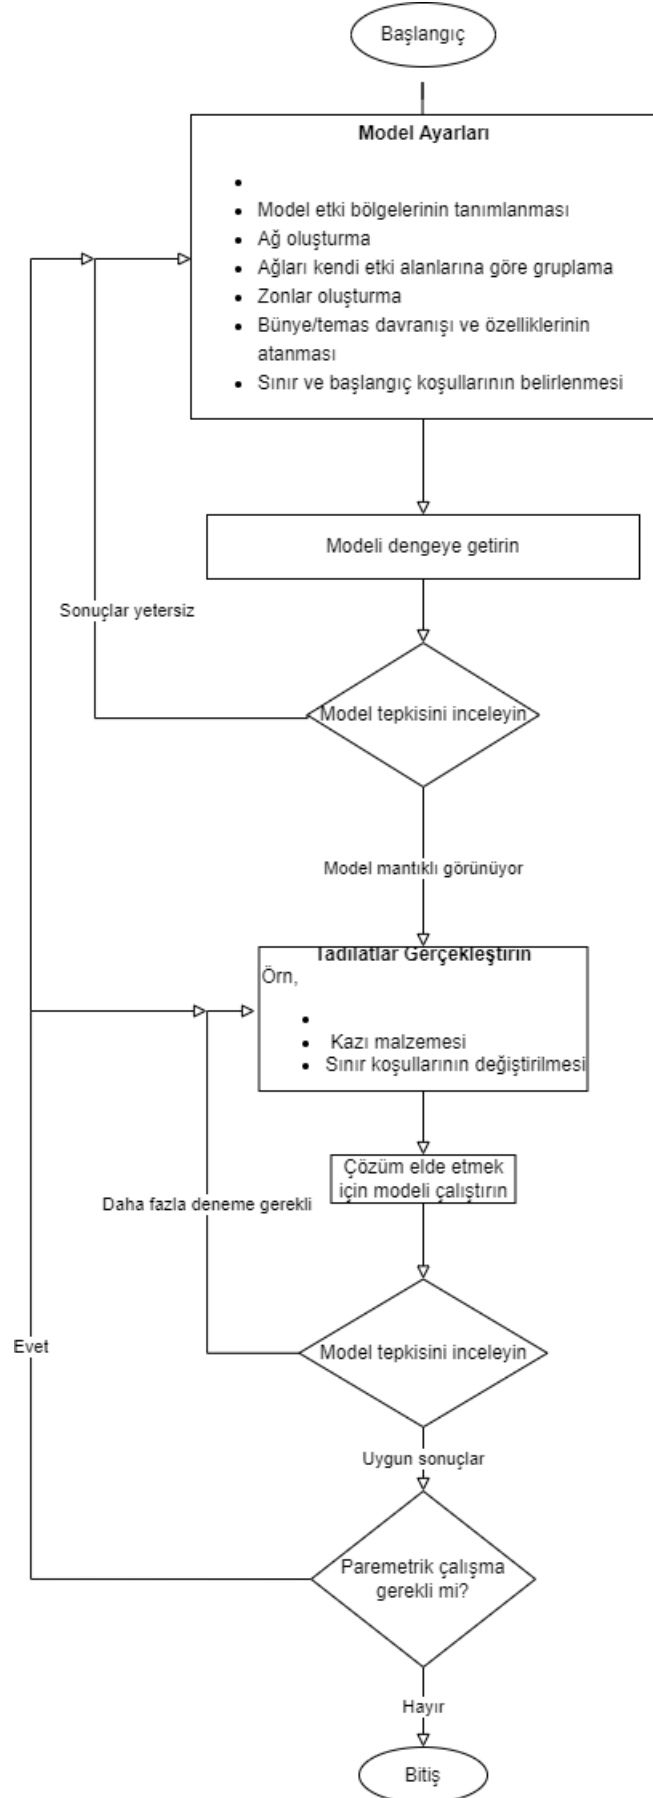 Başlangıç
Model Ayarları
•
• Model etki bölgelerinin tanımlanması
• Ağ oluşturma
• Ağları kendi etki alanlarına göre gruplama
• Zonlar oluşturma
• Bünye/temas davranışı ve özelliklerinin
atanması
• Sınır ve başlangıç koşullarının belirlenmesi
Modeli dengeye getirin
Sonuçlar yetersiz
Model tepkisini inceleyin
Model mantıklı görünüyor
Tadilatlar Gerçekleştirin
Örn,
•
• Kazı malzemesi
• Sınır koşullarının değiştirilmesi
Çözüm elde etmek
için modeli çalıştırın
Daha fazla deneme gerekli
Model tepkisini inceleyin
Evet
Uygun sonuçlar
Paremetrik çalışma
gerekli mi?
Hayır
Bitiş